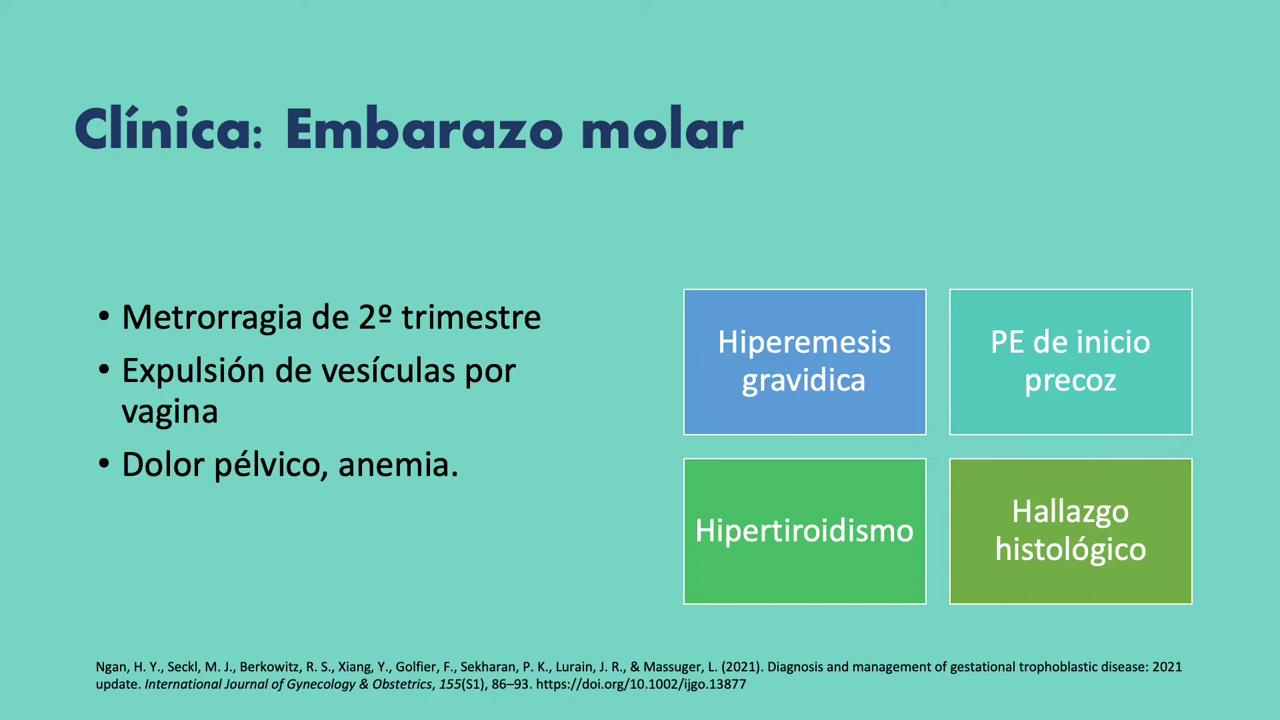 Clínica: Embarazo molar
• Metrorragia de 2º trimestre
• Expulsión de vesículas por
vagina
• Dolor pélvico, anemia.
Hiperemesis
gravidica
PE de inicio
precoz
Hipertiroidismo
Hallazgo
histológico
Ngan, H. Y., Seckl, M. J., Berkowitz, R. S., Xiang, Y., Golfier, F., Sekharan, P. K., Lurain, J. R., & Massuger, L. (2021). Diagnosis and management of gestational trophoblastic disease: 2021
update. International Journal of Gynecology & Obstetrics, 155(S1), 86–93. https://doi.org/10.1002/ijgo.13877